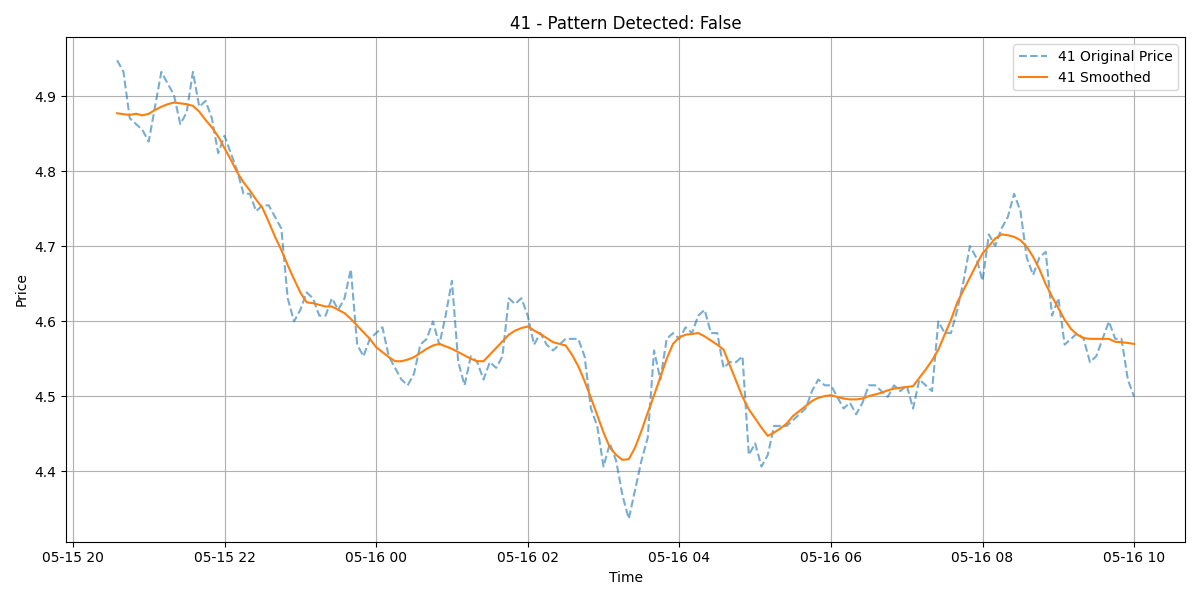 41 - Pattern Detected: False
41 Original Price
41 Smoothed
Price
4.9
4.8
4.7
4.6
4.5
4.4
05-15 20 05-15 22 05-16 00 05-16 02 05-16 04 05-16 06 05-16 08 05-16 10
Time